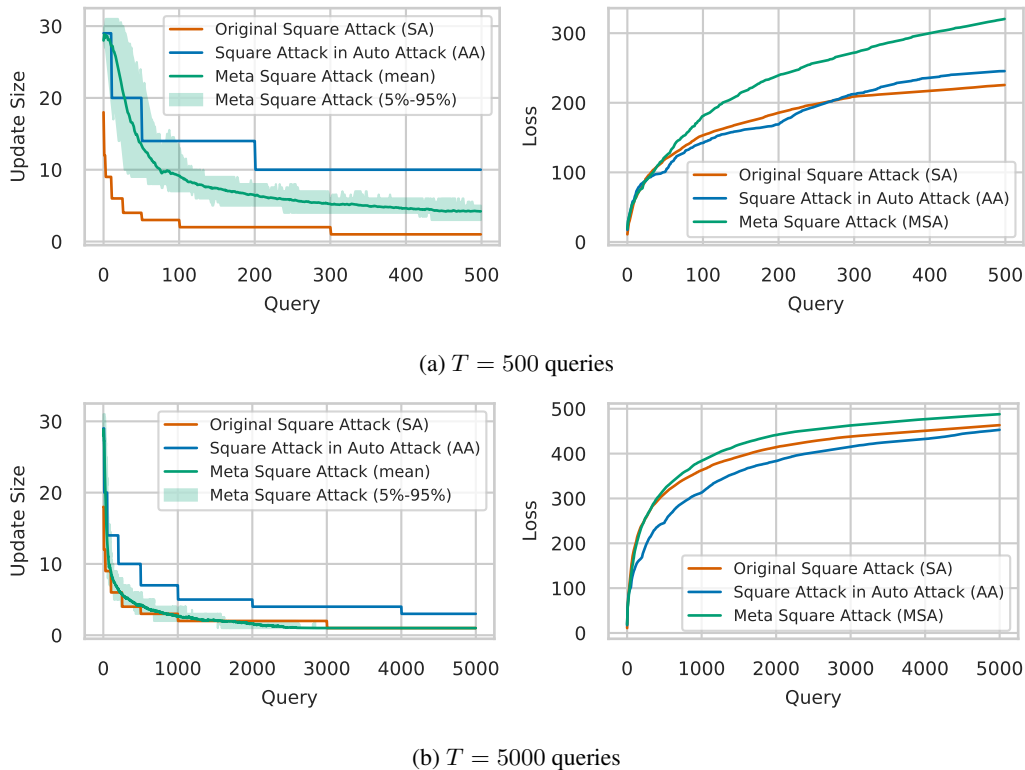 30
20
10
0
Update Size
Original Square Attack (SA)
Square Attack in Auto Attack (AA)
Meta Square Attack (mean)
Meta Square Attack (5%-95%)
0 100 200 300 400 500
Query
300
200
100
0
Loss
Original Square Attack (SA)
Square Attack in Auto Attack (AA)
Meta Square Attack (MSA)
0 100 200 300 400 500
Query
(a) T = 500 queries
30
20
10
0
Update Size
Original Square Attack (SA)
Square Attack in Auto Attack (AA)
Meta Square Attack (mean)
Meta Square Attack (5%-95%)
0 1000 2000 3000 4000 5000
Query
500
400
300
200
100
0
Loss
Original Square Attack (SA)
Square Attack in Auto Attack (AA)
Meta Square Attack (MSA)
0 1000 2000 3000 4000 5000
Query
(b) T = 5000 queries